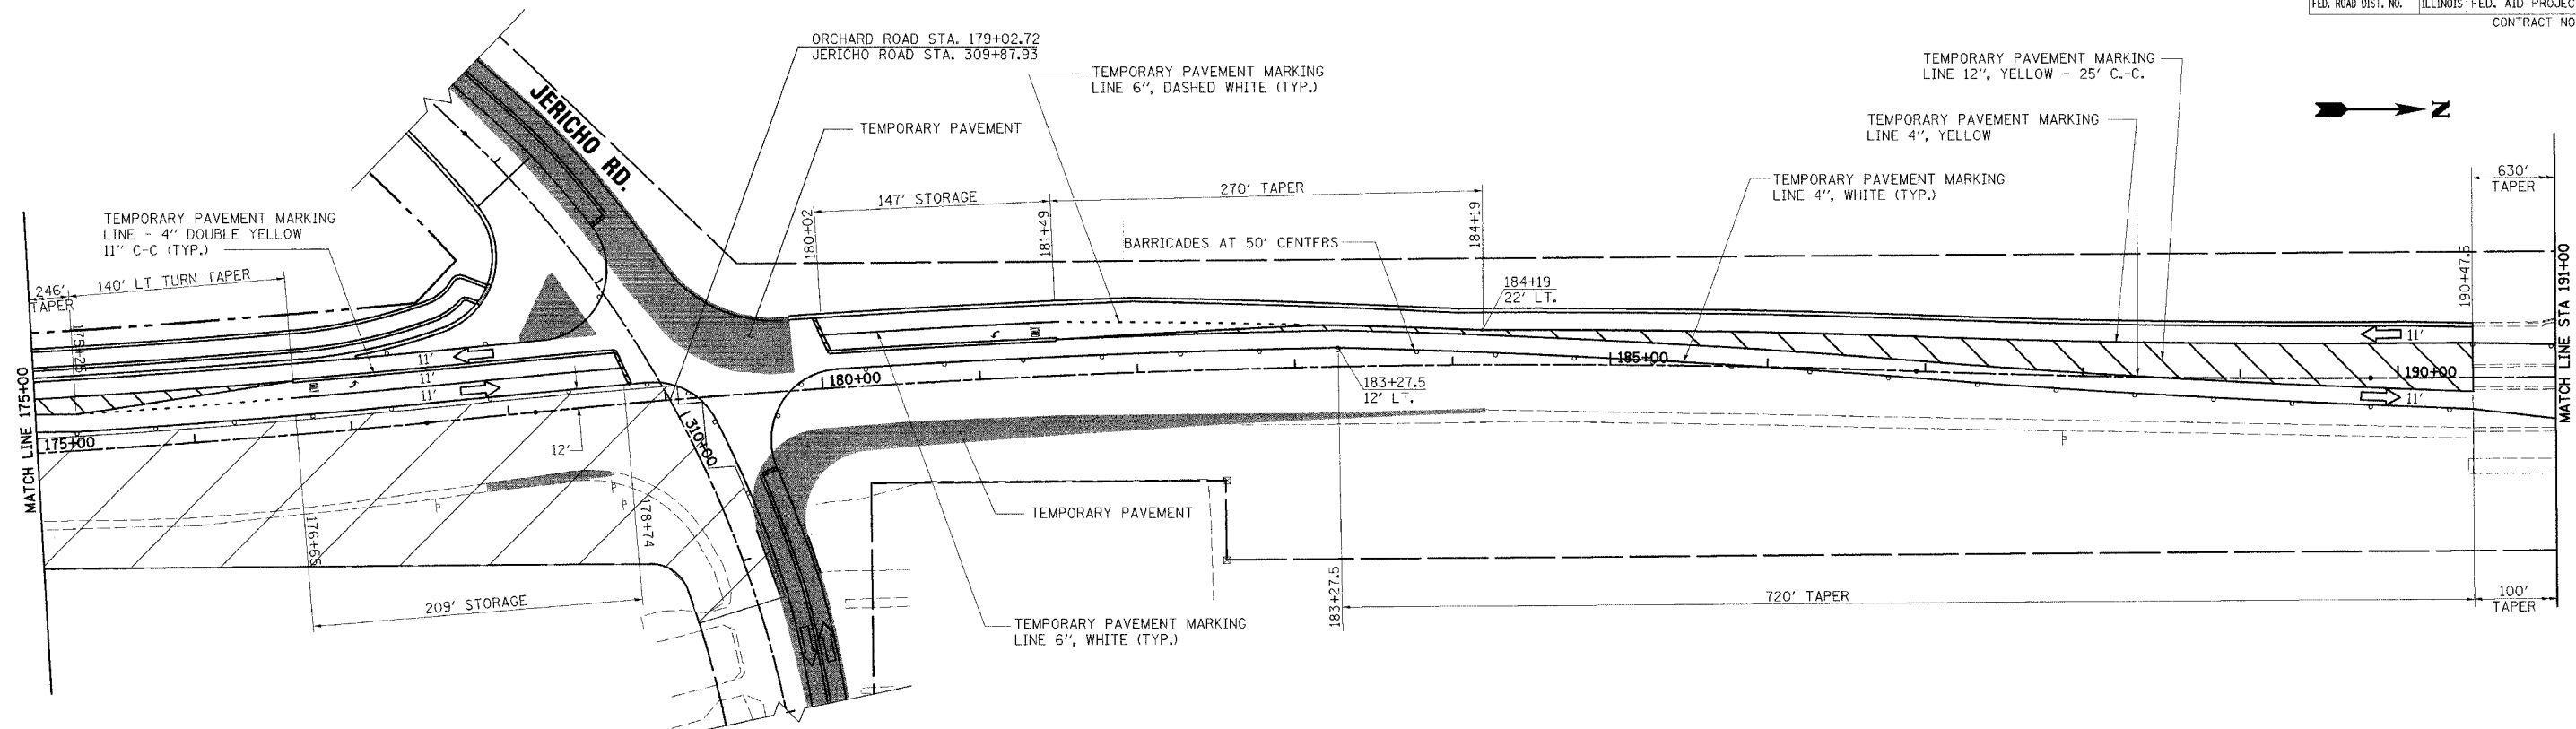 FED. ROAD DIST. NO. ILLINOIS FED. AID PROJEC
CONTRACT NO
ORCHARD ROAD STA. 179+02.72
JERICHO ROAD STA. 309+87.93
TEMPORARY PAVEMENT MARKING
LINE 6", DASHED WHITE (TYP.)
TEMPORARY PAVEMENT
TEMPORARY PAVEMENT MARKING
LINE 12", YELLOW - 25' C.-C.
N
TEMPORARY PAVEMENT MARKING
LINE 4", YELLOW
TEMPORARY PAVEMENT MARKING
LINE 4", WHITE (TYP.)
630'
TAPER
JERICHO RD.
147' STORAGE
270' TAPER
180+02
181+49
184+19
BARRICADES AT 50' CENTERS
190+47.5
MATCH LINE STA 191+00
TEMPORARY PAVEMENT MARKING
LINE - 4" DOUBLE YELLOW
11" C-C (TYP.)
246'
TAPER
140' LT TURN TAPER
175+25
184+19
22' LT.
11'
11'
11'
11'
11'
180+00
185+00
190+00
183+27.5
12' LT.
MATCH LINE 175+00
175+00
12'
310+00
176+65
178+74
209' STORAGE
TEMPORARY PAVEMENT
183+27.5
720' TAPER
100'
TAPER
TEMPORARY PAVEMENT MARKING
LINE 6", WHITE (TYP.)